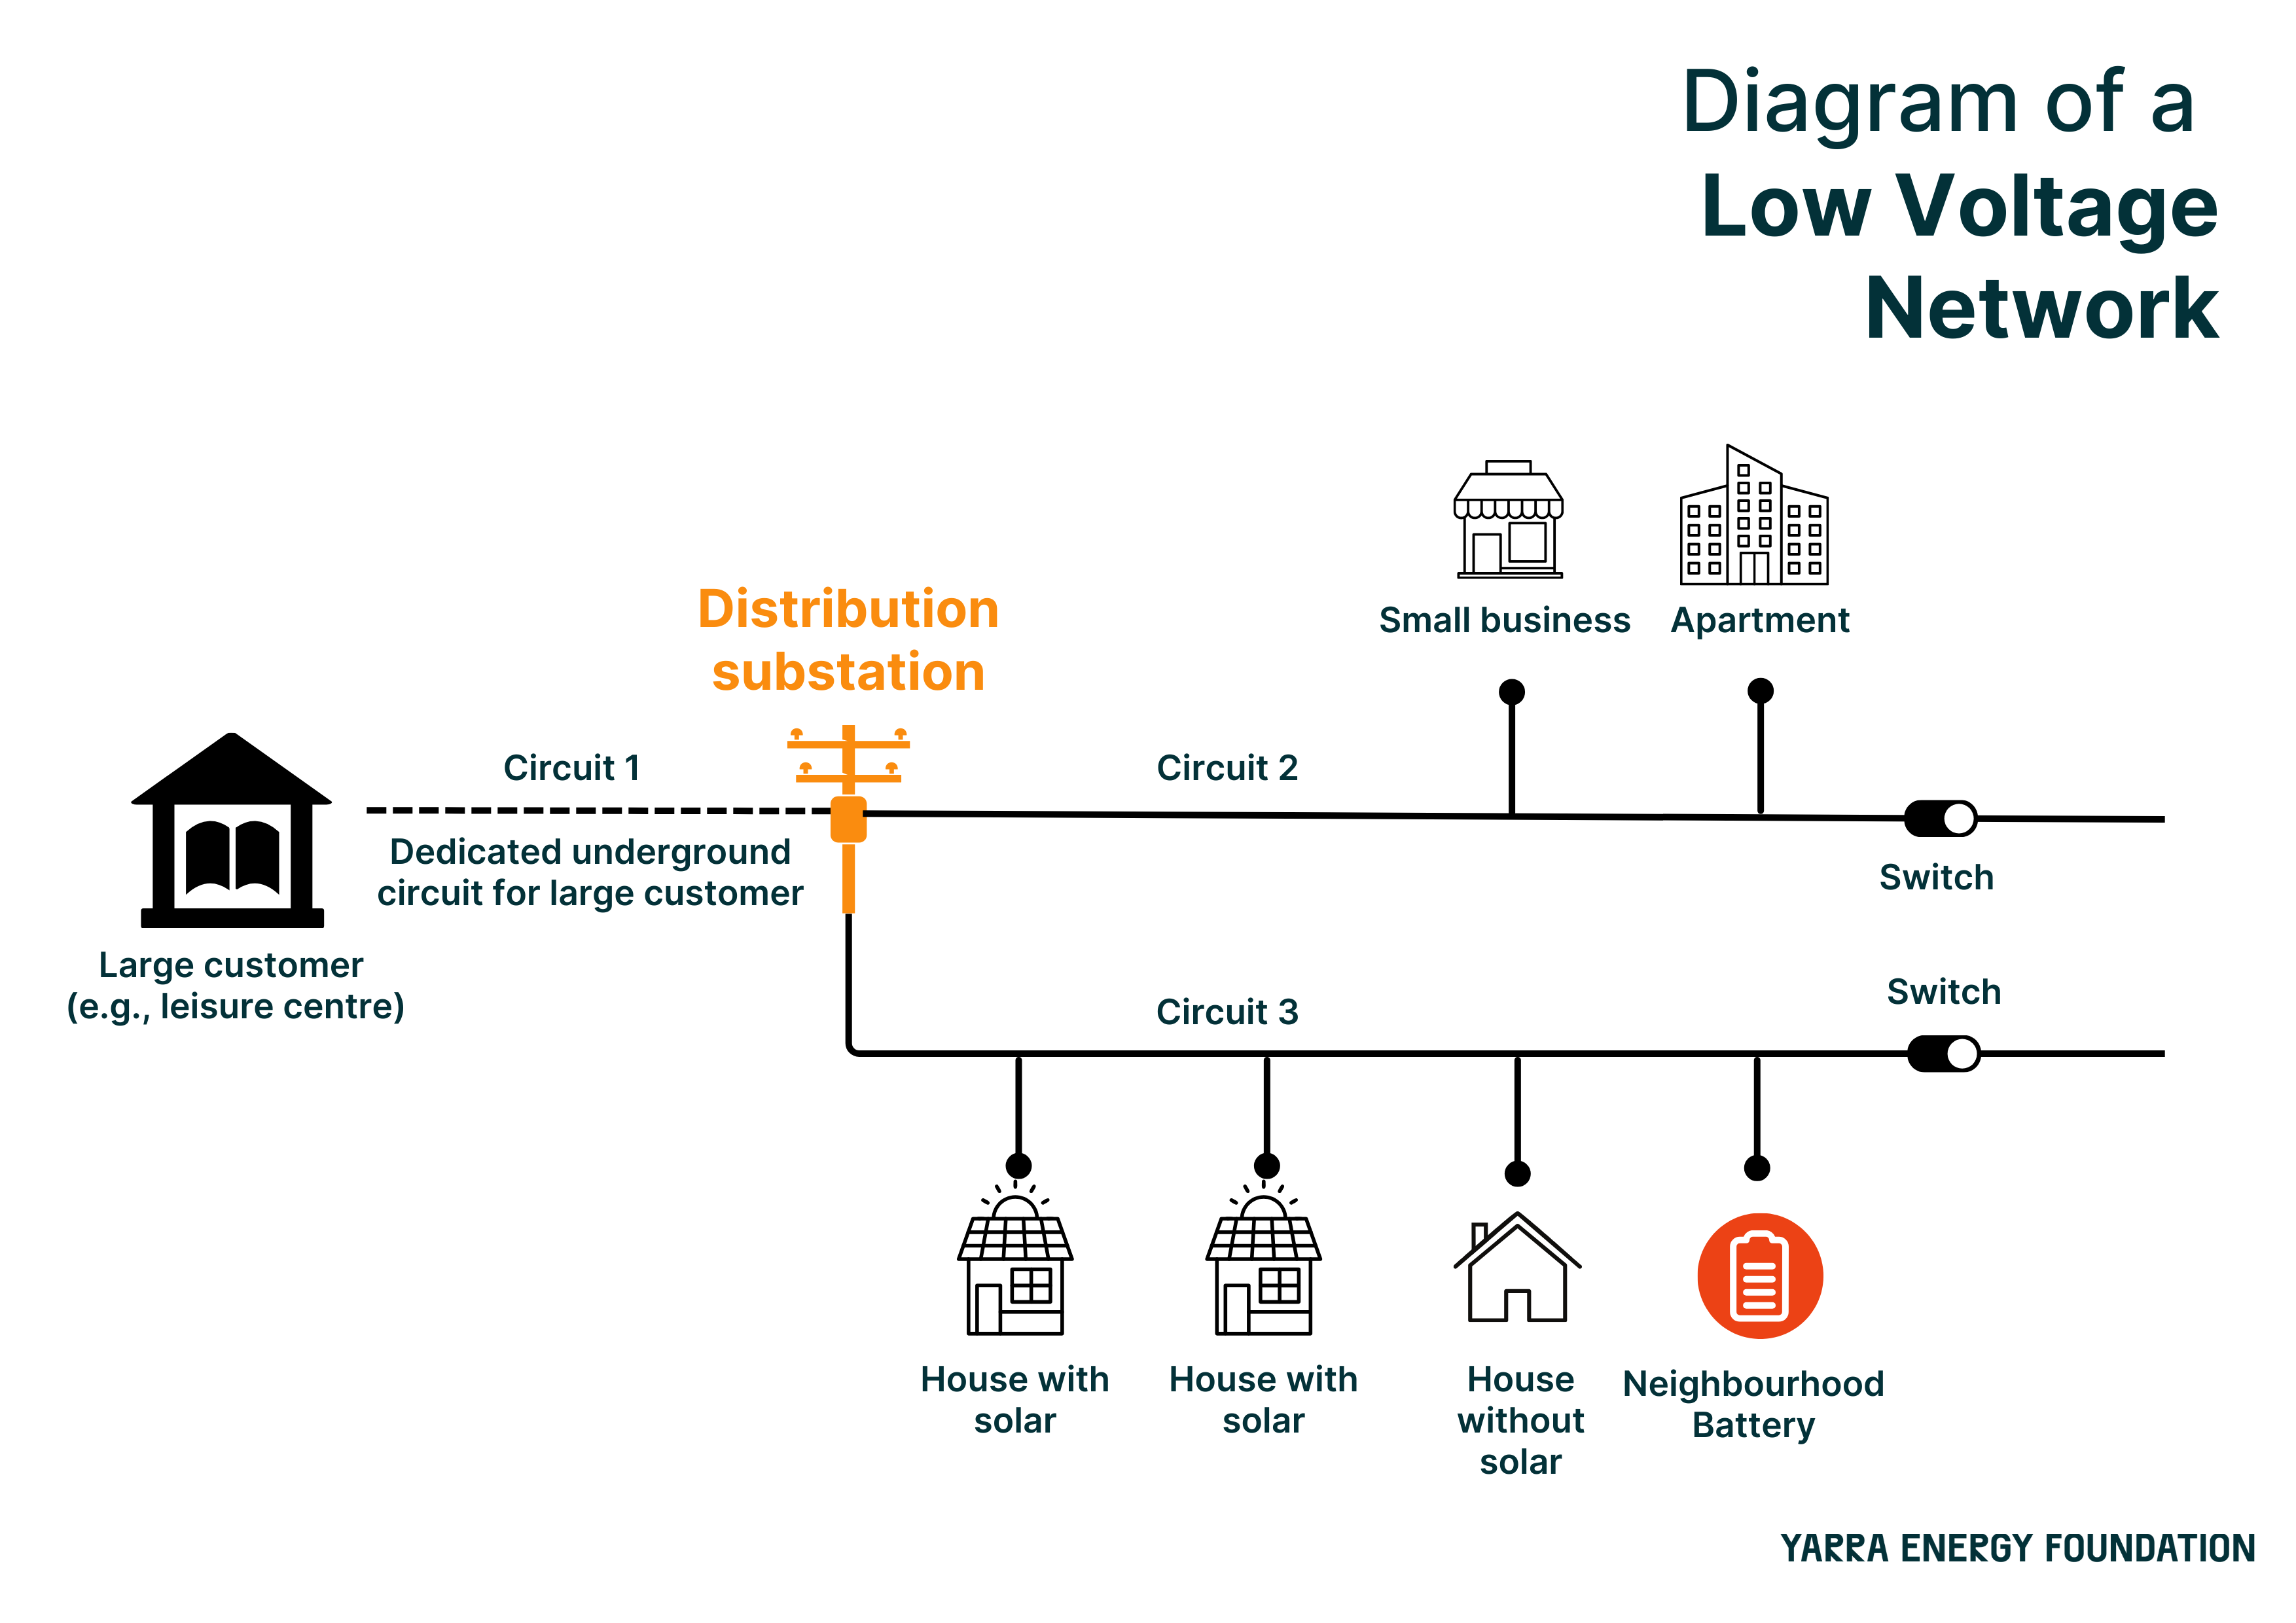 Diagram of a
Low Voltage
Network
Small business
Apartment
Distribution
substation
Circuit 1
Circuit 2
Dedicated underground
circuit for large customer
Switch
Large customer
(e.g., leisure centre)
Circuit 3
Switch
House with
solar
House with
solar
House
without
solar
Neighbourhood
Battery
YARRA ENERGY FOUNDATION